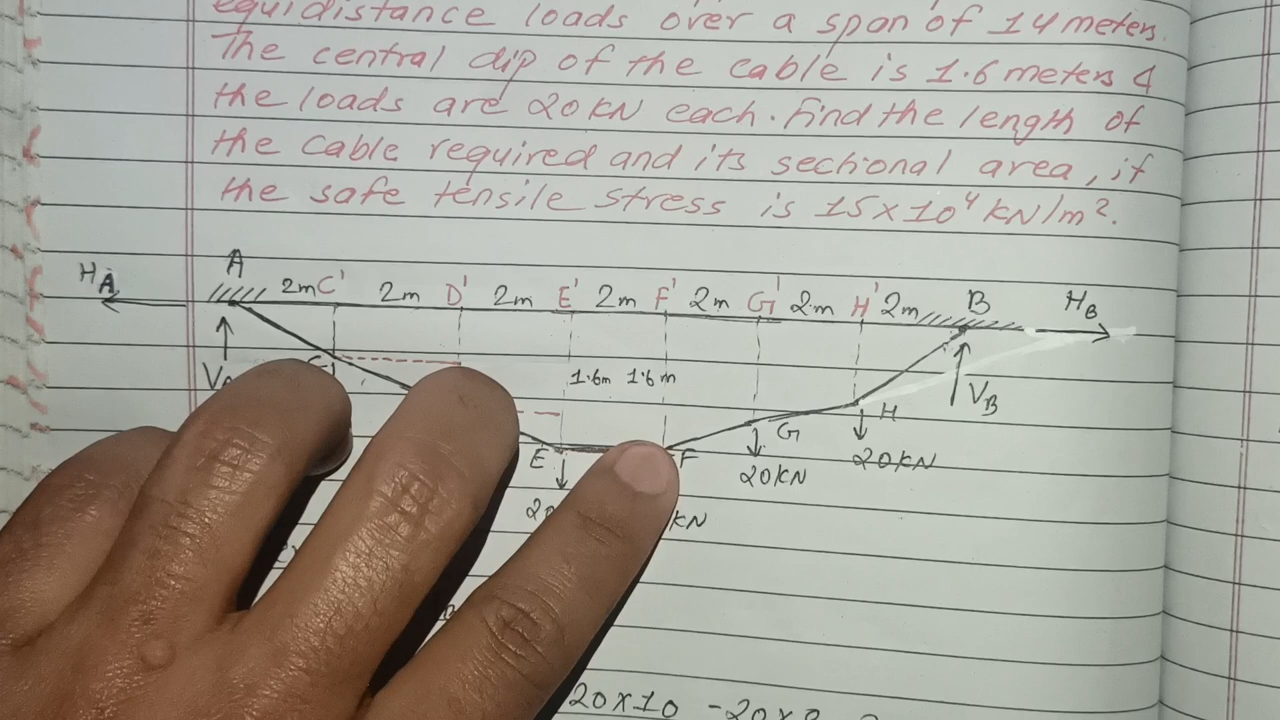 equidistance loads over a span of 14 meters.
The central dip of the cable is 1.6 meters &
the loads are 20 KN each. Find the length of
the cable required and its sectional area, if
the safe tensile stress is 15 x 10⁴ KN/m².
HA A 2m C' 2m D' 2m E' 2m F' 2m G' 2m H' 2m B HB
1.6m 1.6m
VB
H
G
20KN
E F
20KN
KN
20x10 -20x8